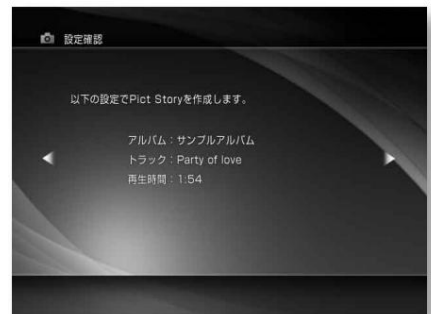 設定確認
以下の設定でPict Storyを作成します。
アルバム：サンプルアルバム
トラック：Party of love
再生時間：1:54